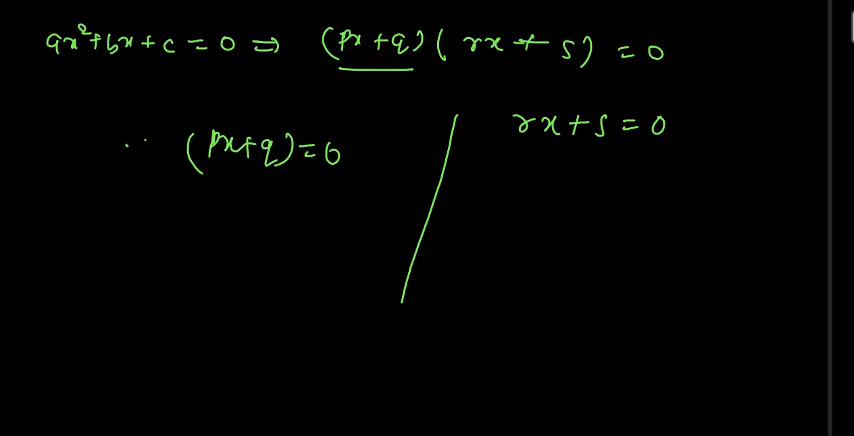 ax²+bx+c=0 ⇒ (px+q)(rx+s)=0
∵ (px+q)=0 / rx+s=0